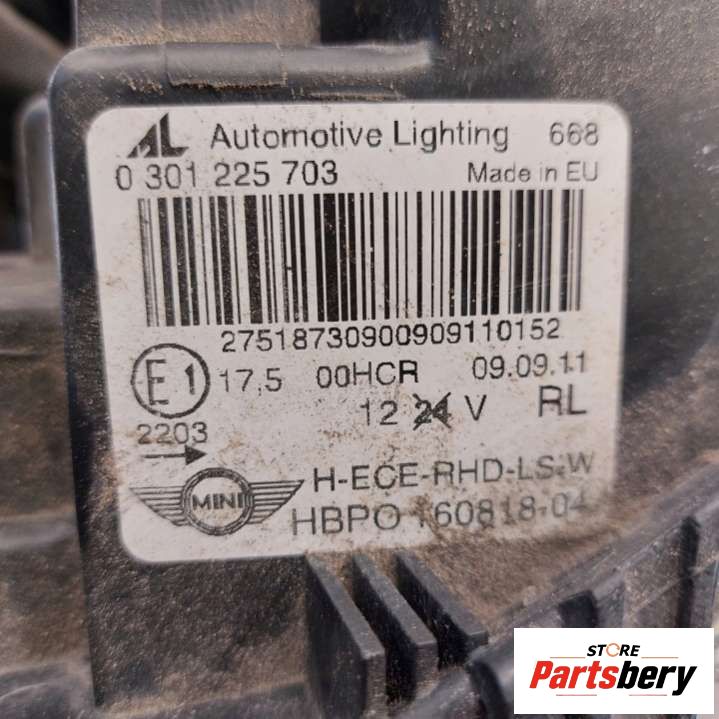 AL Automotive Lighting 668
0 301 225 703 Made in EU
27518730900909110152
E1 17,5 00HCR 09.09.11
12 24 V RL
2203
H-ECE-RHD-LS-W
MINI
HBPO 160818-04
STORE
Partsbery